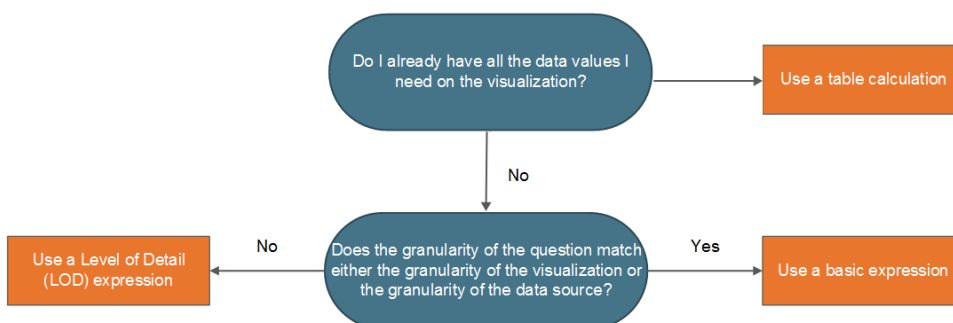 Do I already have all the data values I
need on the visualization?
Use a table calculation
No
No
Does the granularity of the question match
either the granularity of the visualization or
the granularity of the data source?
Yes
Use a Level of Detail
(LOD) expression
Use a basic expression